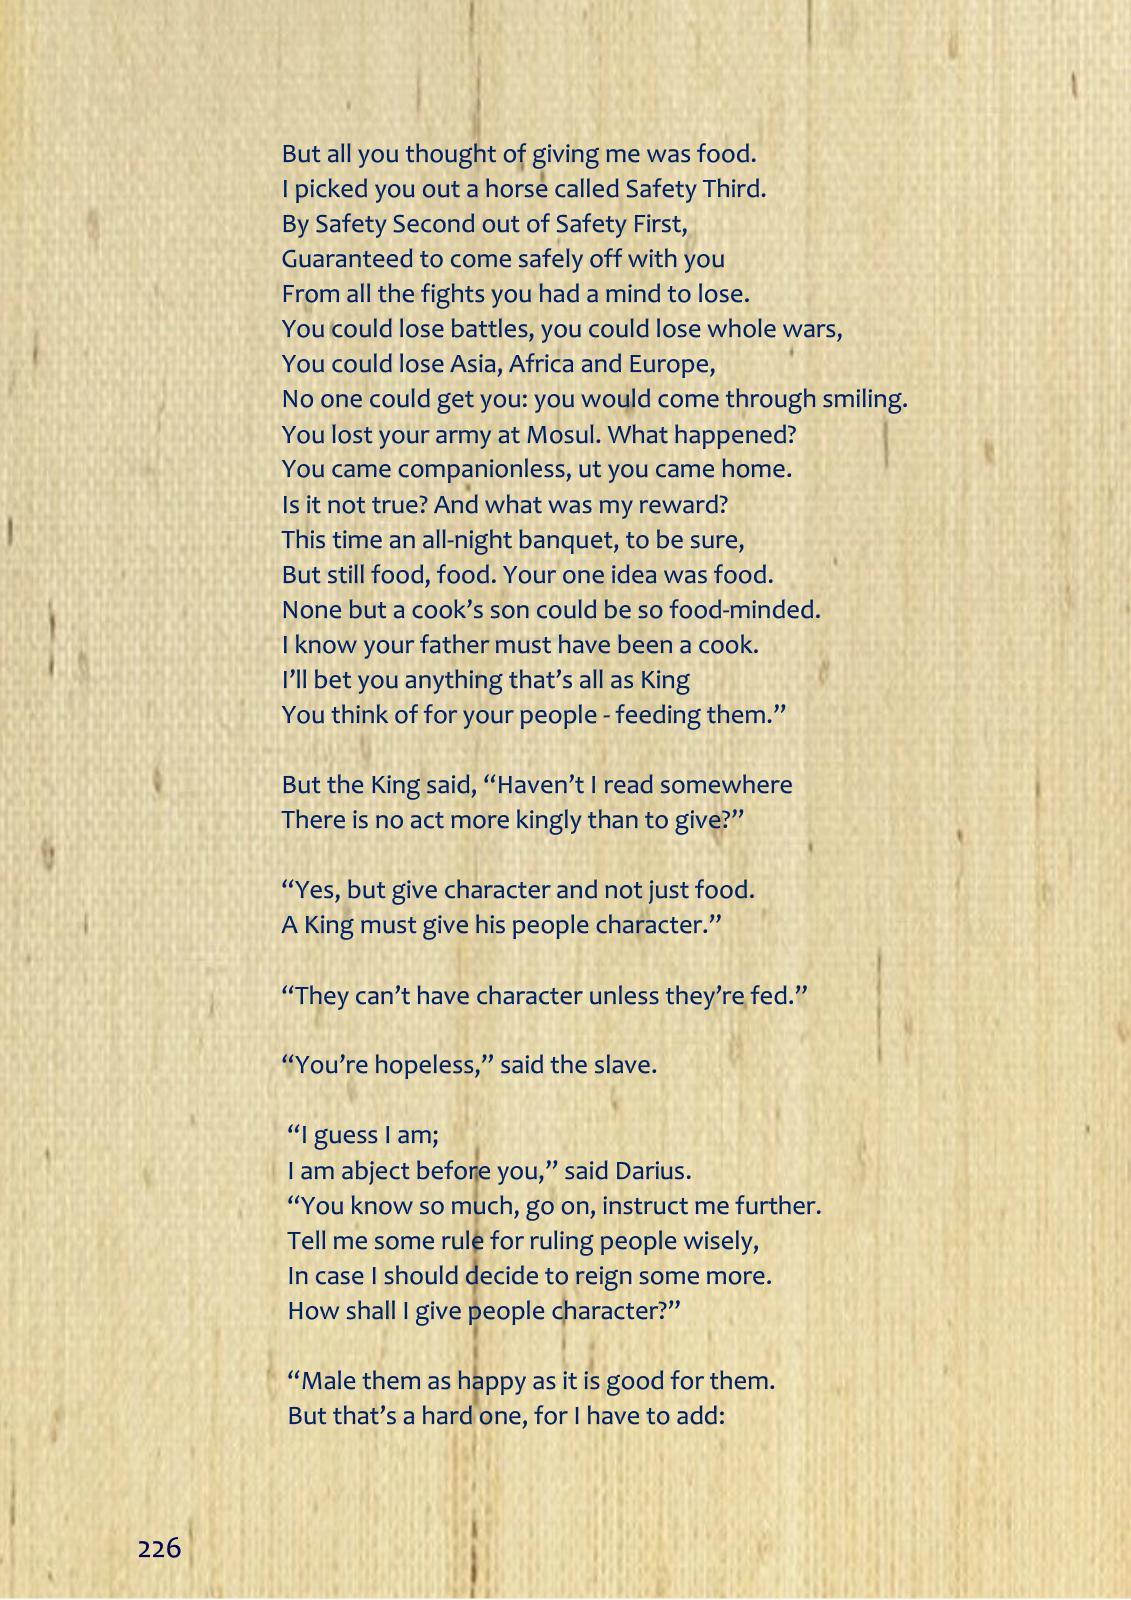 But all you thought of giving me was food.
I picked you out a horse called Safety Third.
By Safety Second out of Safety First,
Guaranteed to come safely off with you
From all the fights you had a mind to lose.
You could lose battles, you could lose whole wars,
You could lose Asia, Africa and Europe,
No one could get you: you would come through smiling.
You lost your army at Mosul. What happened?
You came companionless, ut you came home.
Is it not true? And what was my reward?
This time an all-night banquet, to be sure,
But still food, food. Your one idea was food.
None but a cook’s son could be so food-minded.
I know your father must have been a cook.
I’ll bet you anything that’s all as King
You think of for your people - feeding them.”

But the King said, “Haven’t I read somewhere
There is no act more kingly than to give?”

“Yes, but give character and not just food.
A King must give his people character.”

“They can’t have character unless they’re fed.”

“You’re hopeless,” said the slave.

“I guess I am;
I am abject before you,” said Darius.
“You know so much, go on, instruct me further.
Tell me some rule for ruling people wisely,
In case I should decide to reign some more.
How shall I give people character?”

“Male them as happy as it is good for them.
But that’s a hard one, for I have to add:

226